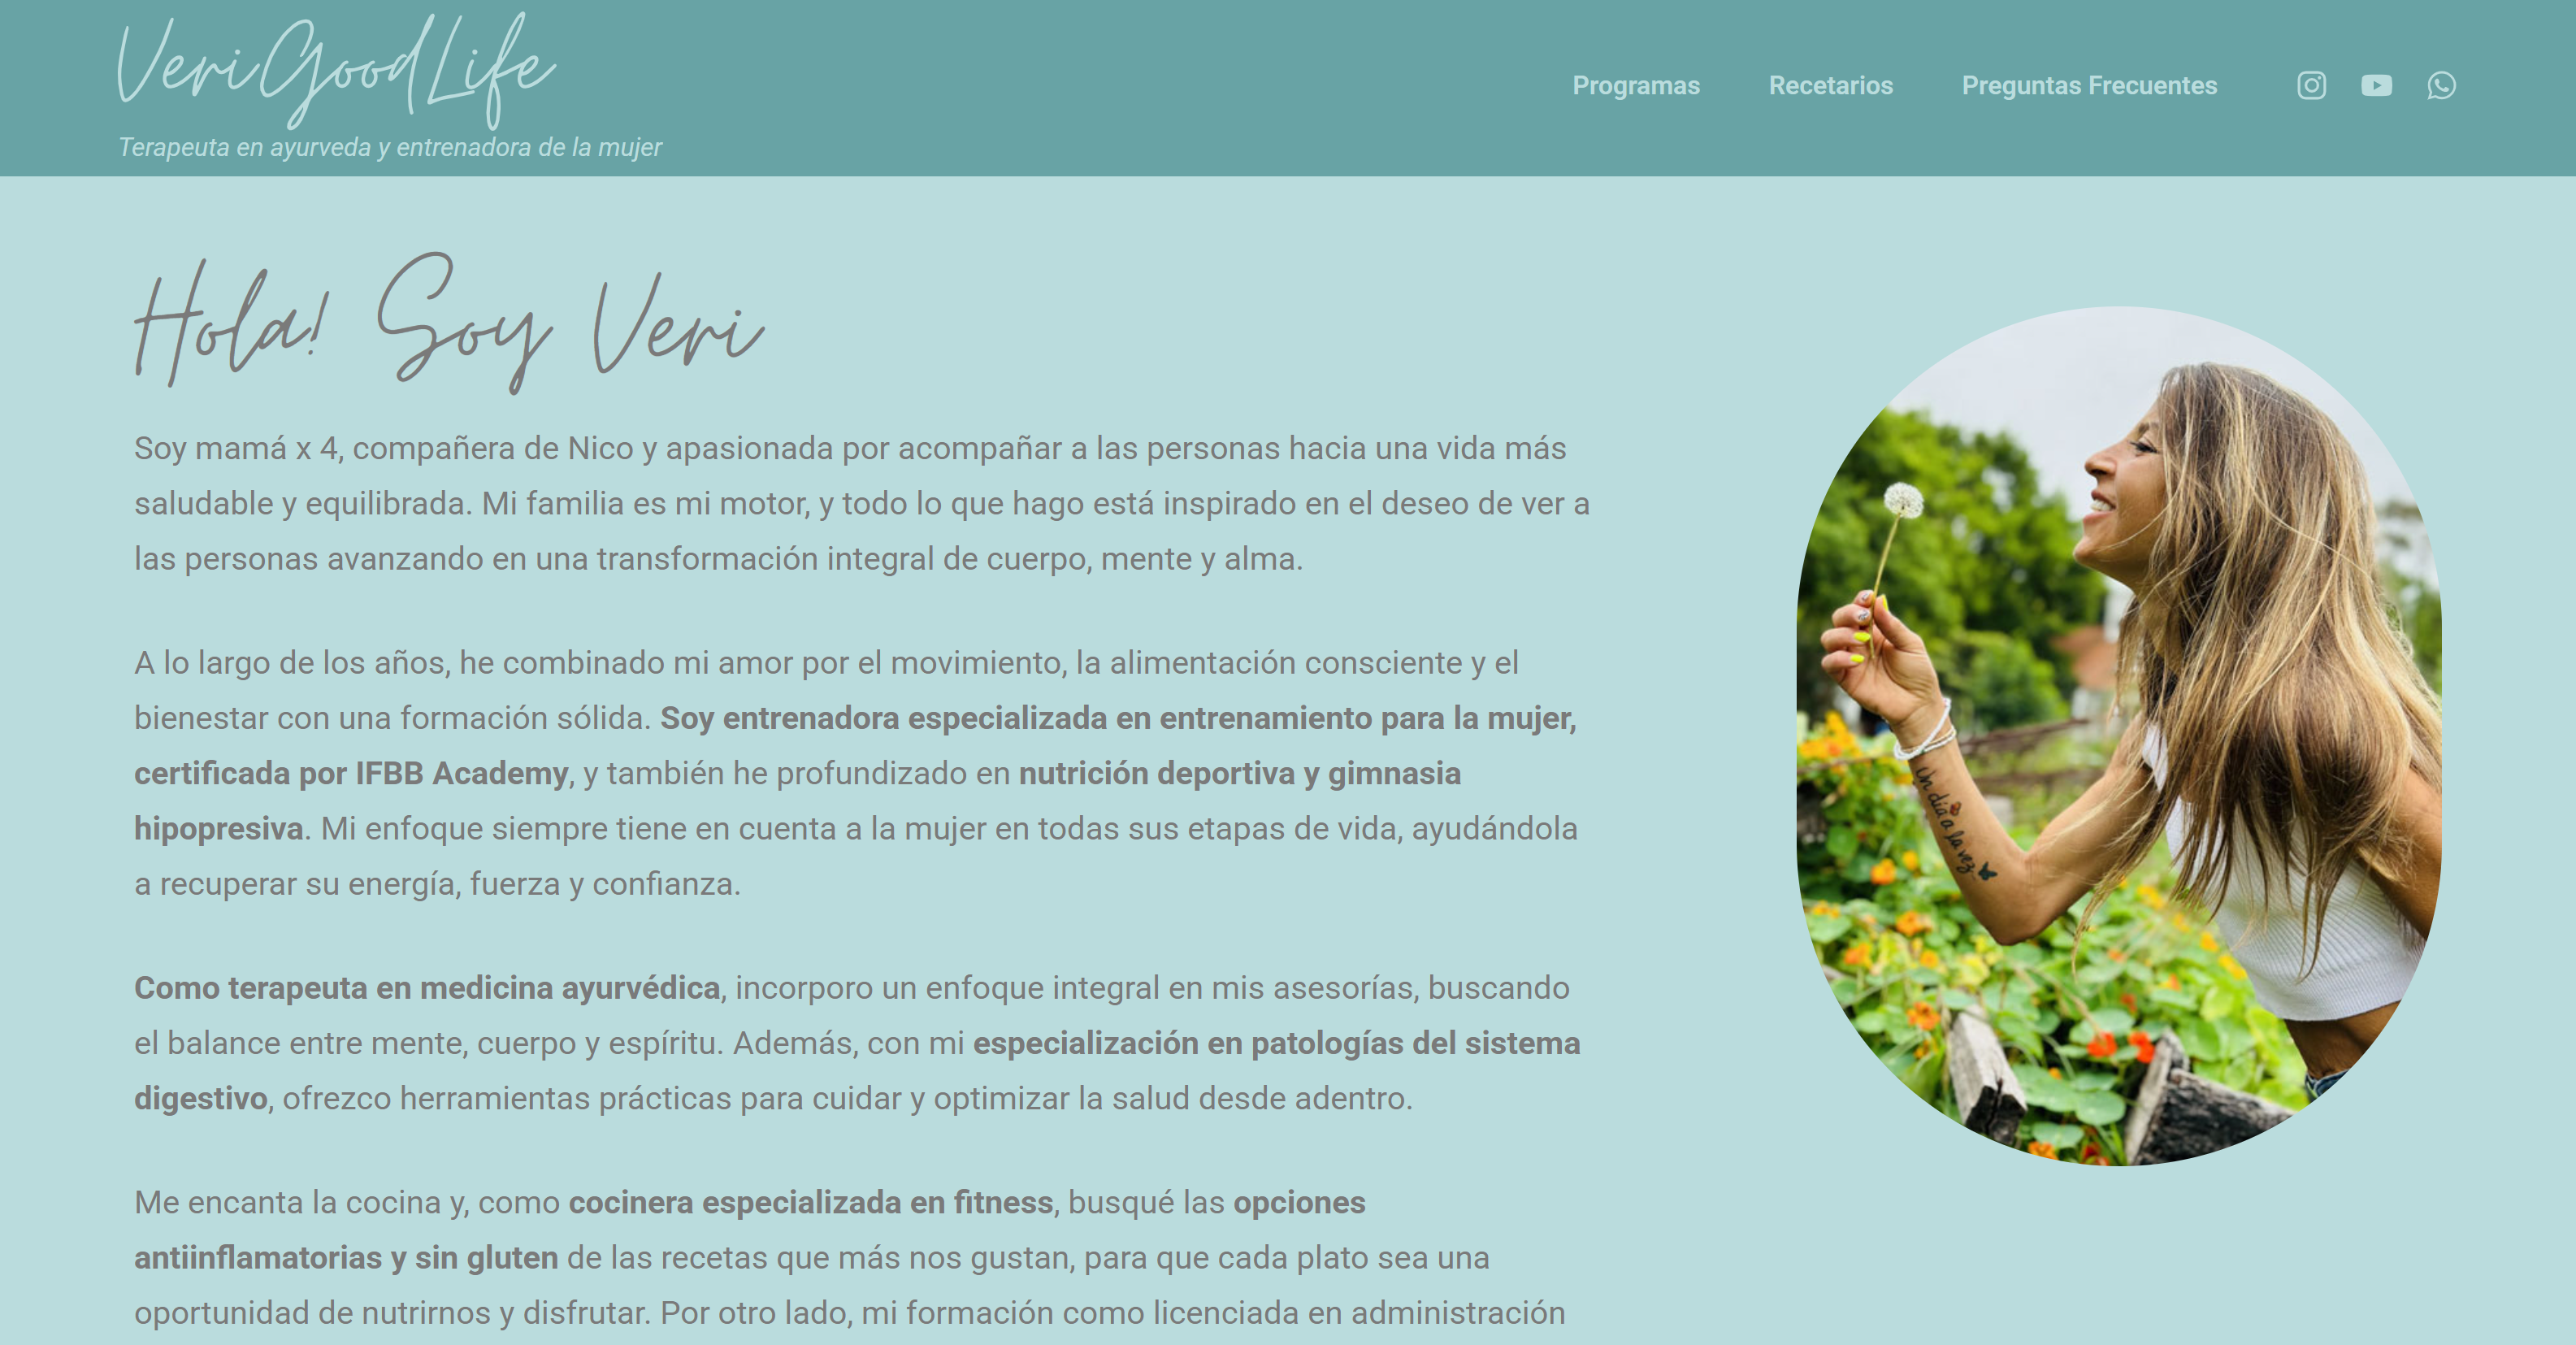 VeriGoodLife
Terapeuta en ayurveda y entrenadora de la mujer
Programas
Recetarios
Preguntas Frecuentes
Hola! Soy Veri
Soy mamá x 4, compañera de Nico y apasionada por acompañar a las personas hacia una vida más
saludable y equilibrada. Mi familia es mi motor, y todo lo que hago está inspirado en el deseo de ver a
las personas avanzando en una transformación integral de cuerpo, mente y alma.
A lo largo de los años, he combinado mi amor por el movimiento, la alimentación consciente y el
bienestar con una formación sólida. Soy entrenadora especializada en entrenamiento para la mujer,
certificada por IFBB Academy, y también he profundizado en nutrición deportiva y gimnasia
hipopresiva. Mi enfoque siempre tiene en cuenta a la mujer en todas sus etapas de vida, ayudándola
a recuperar su energía, fuerza y confianza.
Como terapeuta en medicina ayurvédica, incorporo un enfoque integral en mis asesorías, buscando
el balance entre mente, cuerpo y espíritu. Además, con mi especialización en patologías del sistema
digestivo, ofrezco herramientas prácticas para cuidar y optimizar la salud desde adentro.
Me encanta la cocina y, como cocinera especializada en fitness, busqué las opciones
antiinflamatorias y sin gluten de las recetas que más nos gustan, para que cada plato sea una
oportunidad de nutrirnos y disfrutar. Por otro lado, mi formación como licenciada en administración
Un día a la vez